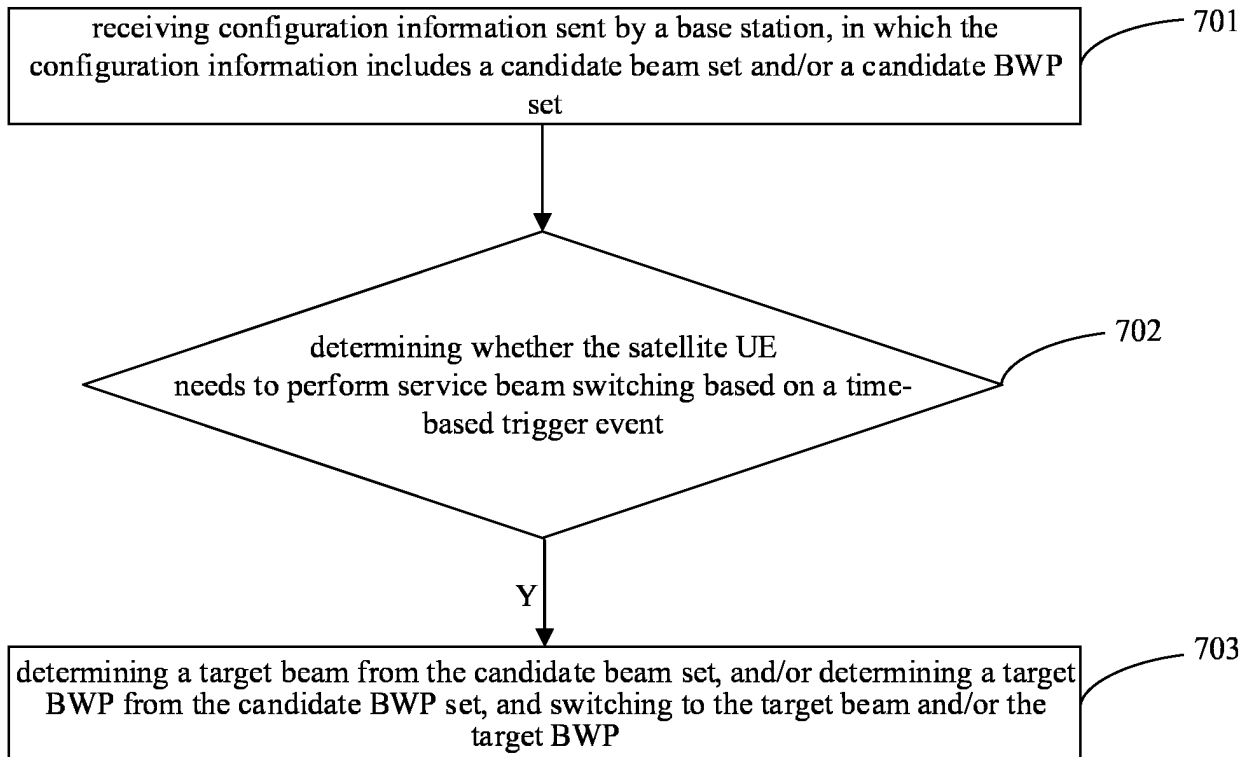 receiving configuration information sent by a base station, in which the
configuration information includes a candidate beam set and/or a candidate BWP
set
701
determining whether the satellite UE
needs to perform service beam switching based on a time-
based trigger event
702
Y
determining a target beam from the candidate beam set, and/or determining a target
BWP from the candidate BWP set, and switching to the target beam and/or the
target BWP
703